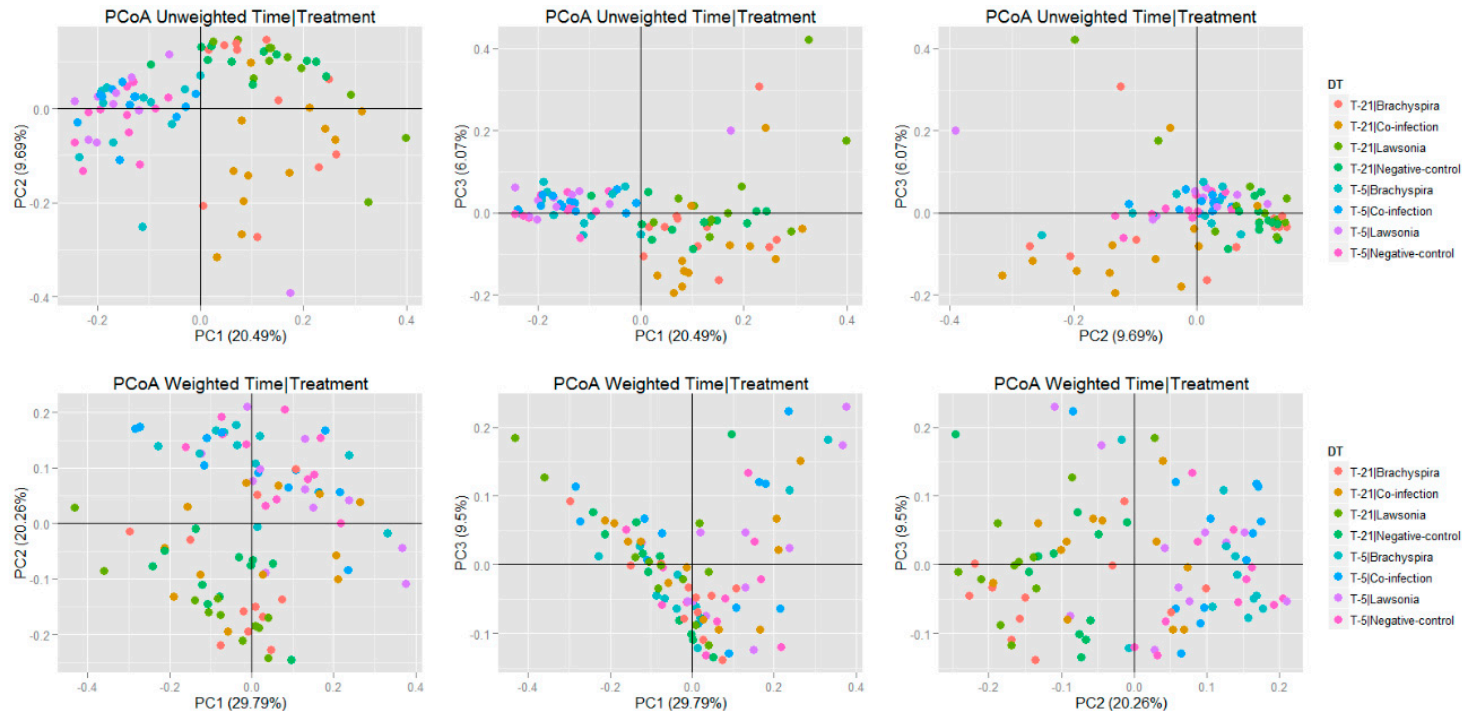 PCoA Unweighted Time|Treatment
0.0
-0.2
-0.4
PC2 (9.69%)
-0.2 0.0 0.2 0.4
PC1 (20.49%)
PCoA Unweighted Time|Treatment
0.4
0.2
0.0
-0.2
PC3 (6.07%)
-0.2 0.0 0.2 0.4
PC1 (20.49%)
PCoA Unweighted Time|Treatment
0.4
0.2
0.0
-0.2
PC3 (6.07%)
-0.4 -0.2 0.0
PC2 (9.69%)
DT
T-21|Brachyspira
T-21|Co-infection
T-21|Lawsonia
T-21|Negative-control
T-5|Brachyspira
T-5|Co-infection
T-5|Lawsonia
T-5|Negative-control
PCoA Weighted Time|Treatment
0.2
0.1
0.0
-0.1
-0.2
PC2 (20.26%)
-0.4 -0.2 0.0 0.2 0.4
PC1 (29.79%)
PCoA Weighted Time|Treatment
0.2
0.1
0.0
-0.1
PC3 (9.5%)
-0.4 -0.2 0.0 0.2 0.4
PC1 (29.79%)
PCoA Weighted Time|Treatment
0.2
0.1
0.0
-0.1
PC3 (9.5%)
-0.2 -0.1 0.0 0.1 0.2
PC2 (20.26%)
DT
T-21|Brachyspira
T-21|Co-infection
T-21|Lawsonia
T-21|Negative-control
T-5|Brachyspira
T-5|Co-infection
T-5|Lawsonia
T-5|Negative-control